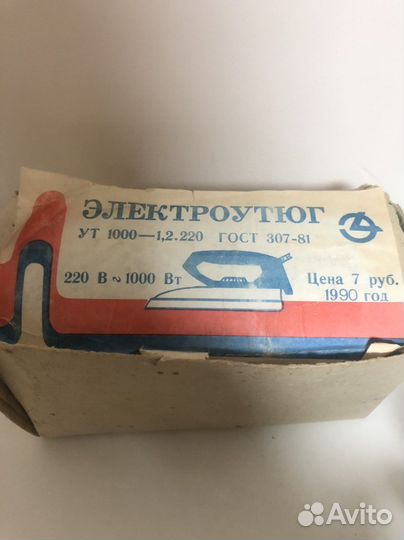 ЭЛЕКТРОУТЮГ
УТ 1000—1,2.220 ГОСТ 307-81
220 В ~ 1000 Вт
Цена 7 руб.
1990 год
Avito